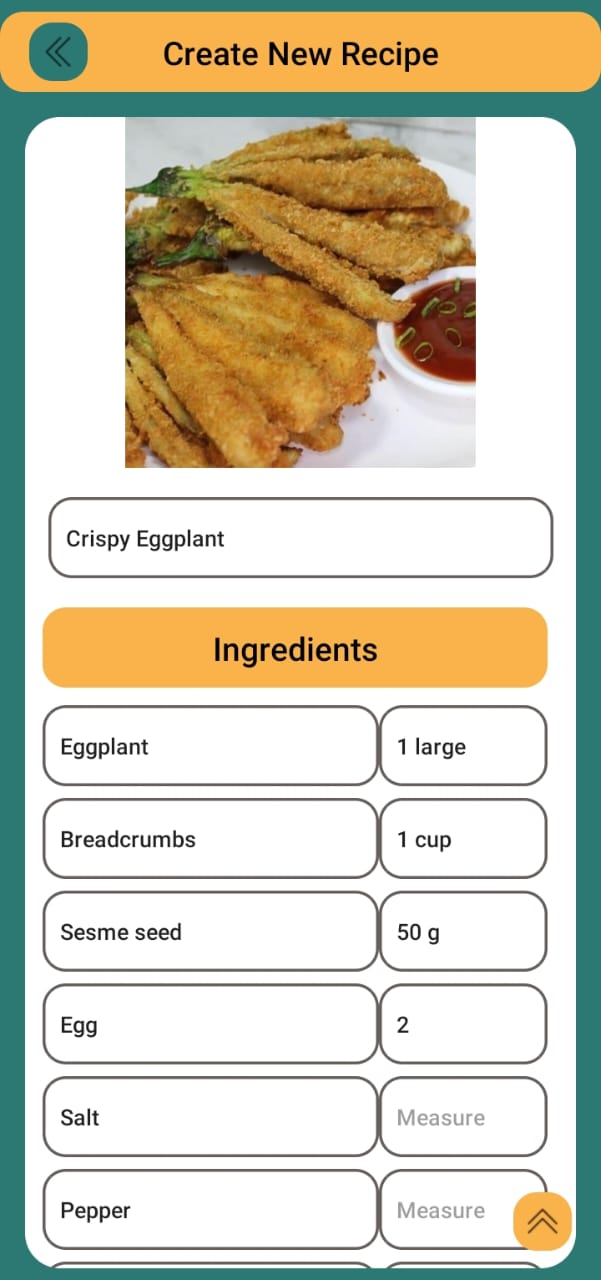 Create New Recipe
Crispy Eggplant
Ingredients
Eggplant 1 large
Breadcrumbs 1 cup
Sesme seed 50 g
Egg 2
Salt Measure
Pepper Measure